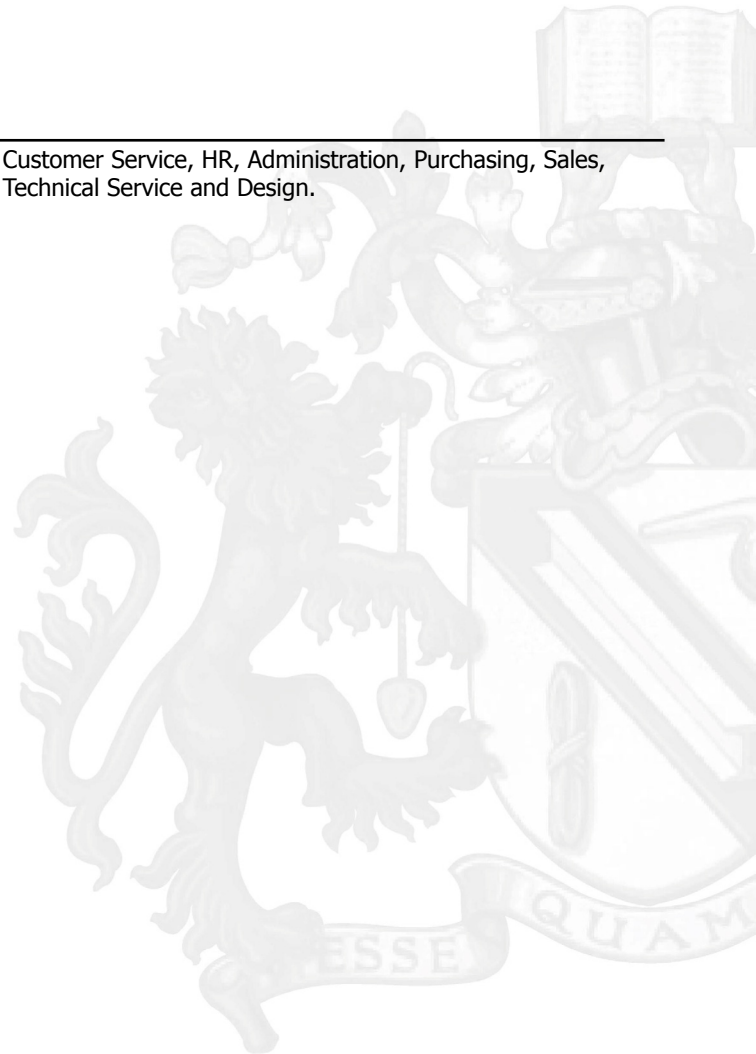 Customer Service, HR, Administration, Purchasing, Sales,
Technical Service and Design.
ESSE
QUAM